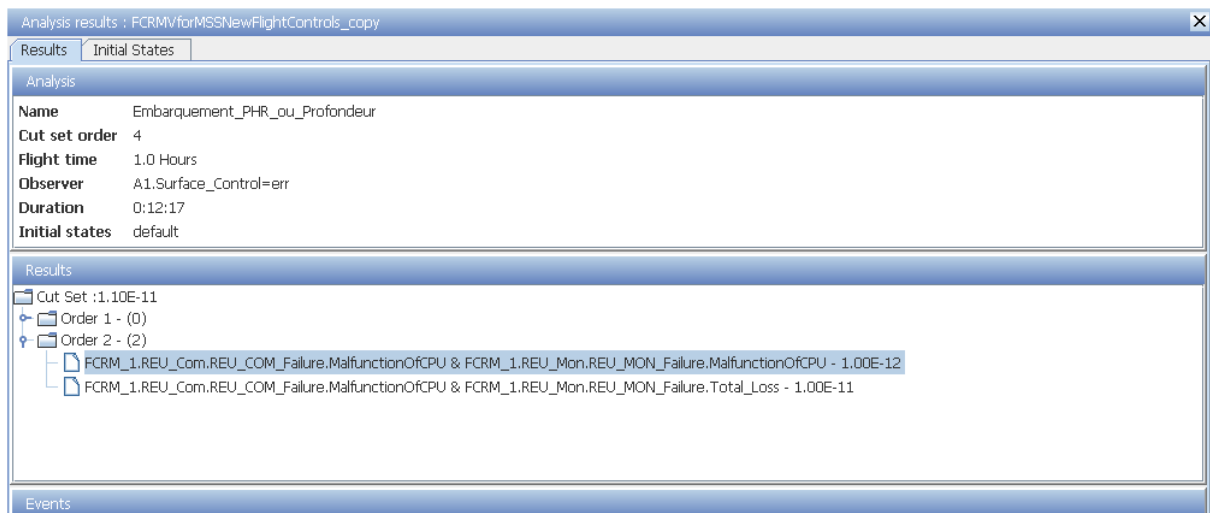 Analysis results : FCRMVforMSSNewFlightControls_copy
Results Initial States
Analysis
Name Embarquement_PHR_ou_Profondeur
Cut set order 4
Flight time 1.0 Hours
Observer A1.Surface_Control=err
Duration 0:12:17
Initial states default
Results
Cut Set :1.10E-11
Order 1 - (0)
Order 2 - (2)
FCRM_1.REU_Com.REU_COM_Failure.MalfunctionOfCPU & FCRM_1.REU_Mon.REU_MON_Failure.MalfunctionOfCPU - 1.00E-12
FCRM_1.REU_Com.REU_COM_Failure.MalfunctionOfCPU & FCRM_1.REU_Mon.REU_MON_Failure.Total_Loss - 1.00E-11
Events